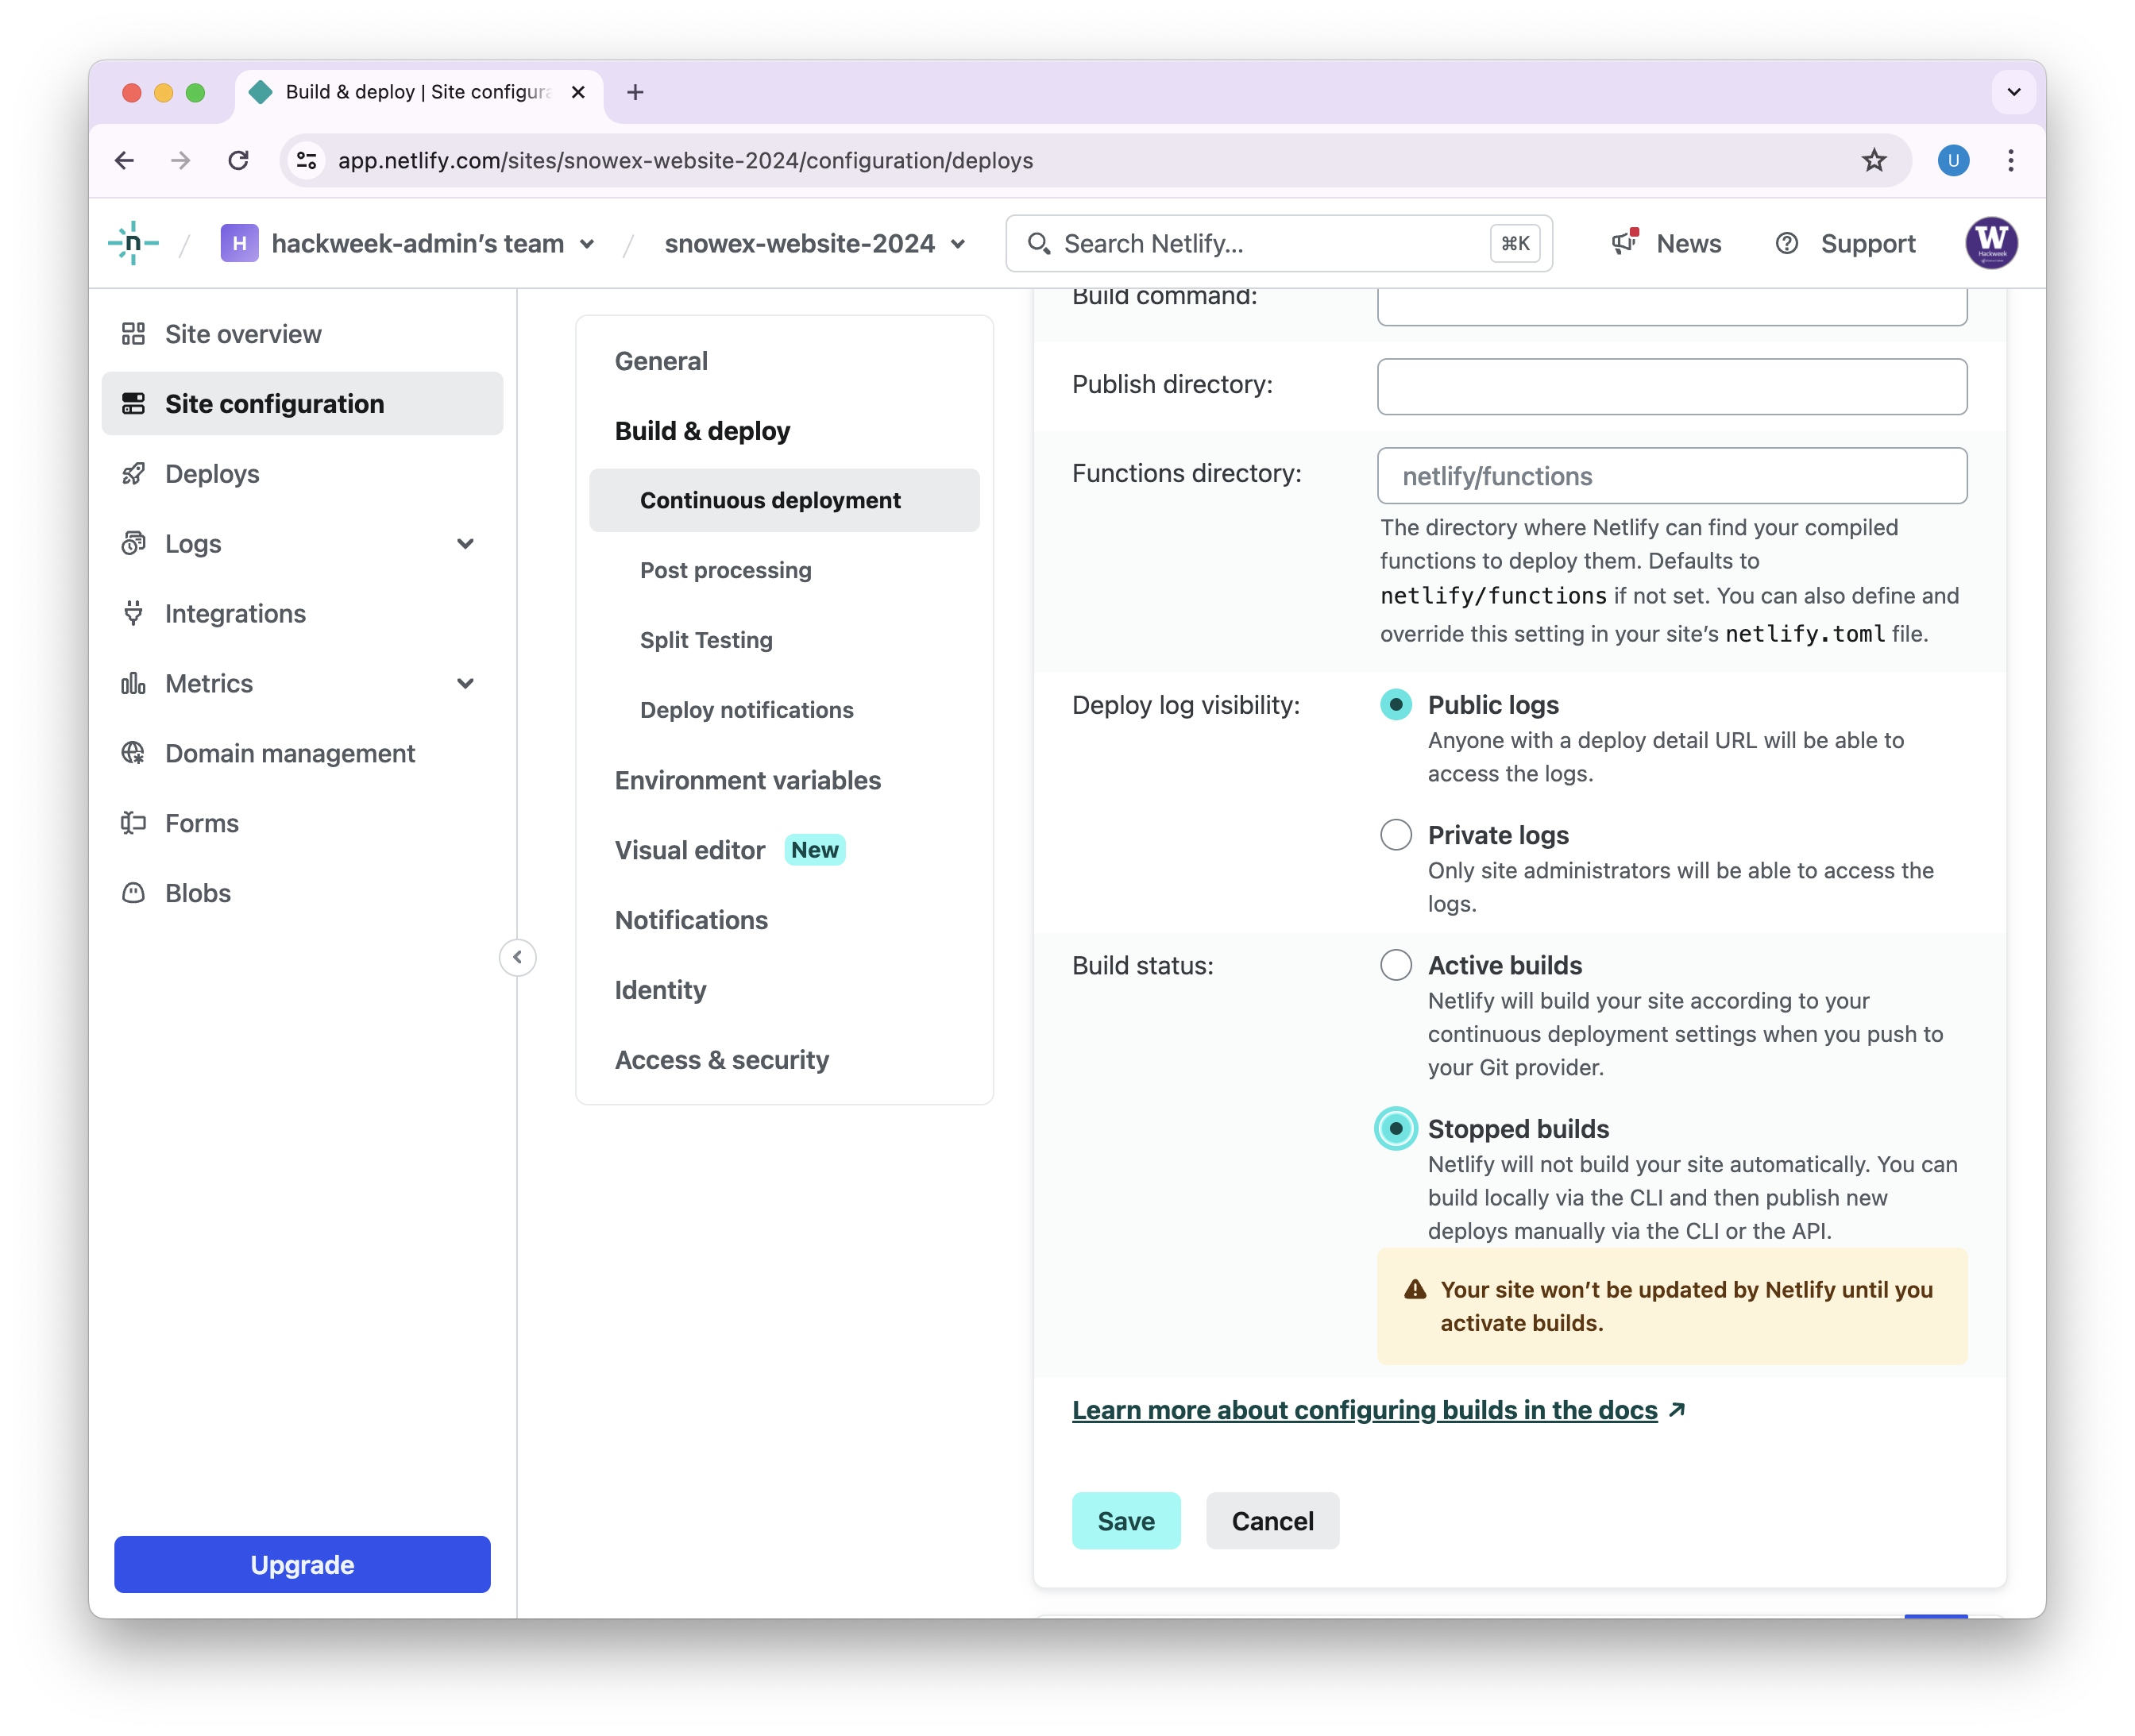 Build & deploy | Site configura
app.netlify.com/sites/snowex-website-2024/configuration/deploys
U
n
/
H
hackweek-admin’s team
/
snowex-website-2024
Search Netlify...
⌘K
News
Support
W
Hackweek
Site overview
Site configuration
Deploys
Logs
Integrations
Metrics
Domain management
Forms
Blobs
Upgrade
General
Build & deploy
Continuous deployment
Post processing
Split Testing
Deploy notifications
Environment variables
Visual editor New
Notifications
Identity
Access & security
Build command:
Publish directory:
Functions directory:
netlify/functions
The directory where Netlify can find your compiled
functions to deploy them. Defaults to
netlify/functions if not set. You can also define and
override this setting in your site’s netlify.toml file.
Deploy log visibility:
Public logs
Anyone with a deploy detail URL will be able to
access the logs.
Private logs
Only site administrators will be able to access the
logs.
Build status:
Active builds
Netlify will build your site according to your
continuous deployment settings when you push to
your Git provider.
Stopped builds
Netlify will not build your site automatically. You can
build locally via the CLI and then publish new
deploys manually via the CLI or the API.
Your site won’t be updated by Netlify until you
activate builds.
Learn more about configuring builds in the docs
Save
Cancel